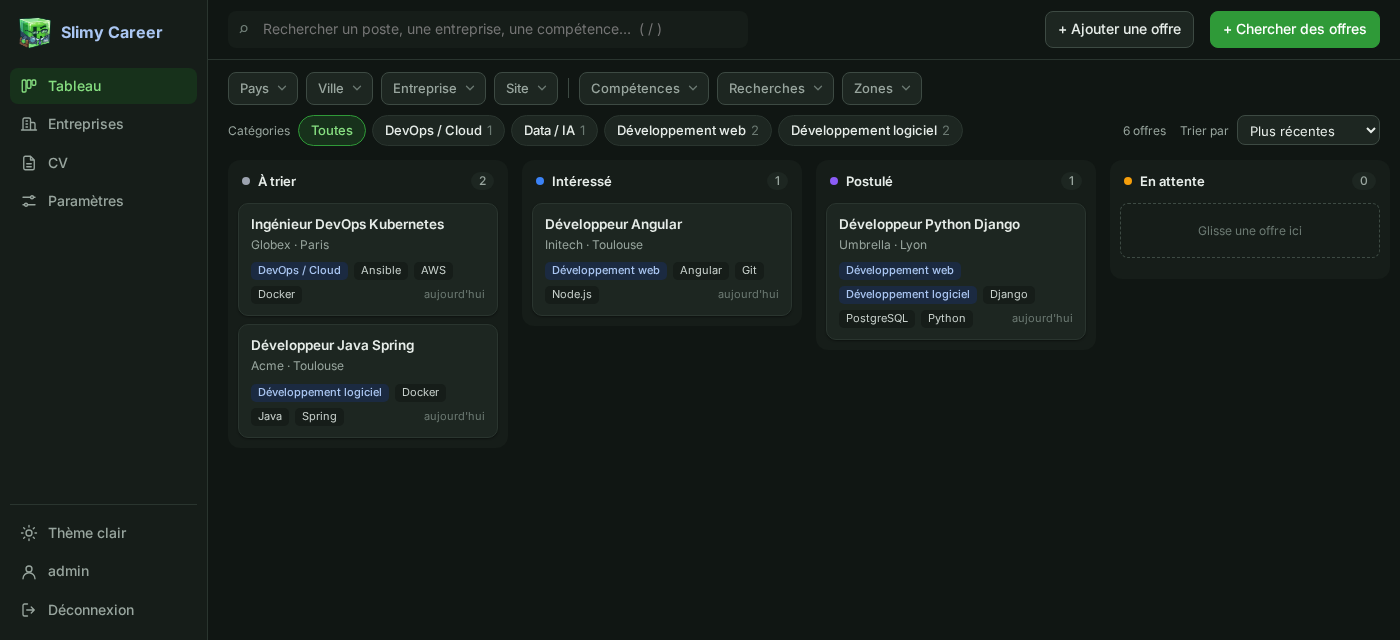 Slimy Career
Rechercher un poste, une entreprise, une compétence... ( / )
+ Ajouter une offre
+ Chercher des offres
Tableau
Entreprises
CV
Paramètres
Pays
Ville
Entreprise
Site
Compétences
Recherches
Zones
Catégories
Toutes
DevOps / Cloud 1
Data / IA 1
Développement web 2
Développement logiciel 2
6 offres
Trier par
Plus récentes
À trier 2
Ingénieur DevOps Kubernetes
Globex · Paris
DevOps / Cloud Ansible AWS
Docker aujourd'hui
Développeur Java Spring
Acme · Toulouse
Développement logiciel Docker
Java Spring aujourd'hui
Intéressé 1
Développeur Angular
Initech · Toulouse
Développement web Angular Git
Node.js aujourd'hui
Postulé 1
Développeur Python Django
Umbrella · Lyon
Développement web
Développement logiciel Django
PostgreSQL Python aujourd'hui
En attente 0
Glisse une offre ici
Thème clair
admin
Déconnexion